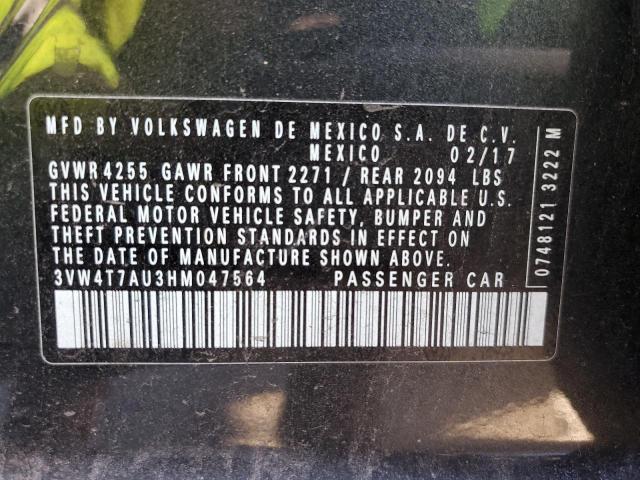 MFD BY VOLKSWAGEN DE MEXICO S.A. DE C.V.
MEXICO 02/17
GVWR 4255 GAWR FRONT 2271 / REAR 2094 LBS
THIS VEHICLE CONFORMS TO ALL APPLICABLE U.S.
FEDERAL MOTOR VEHICLE SAFETY, BUMPER AND
THEFT PREVENTION STANDARDS IN EFFECT ON
THE DATE OF MANUFACTURE SHOWN ABOVE.
3VW4T7AU3HM047564 PASSENGER CAR
0748121 3222 M